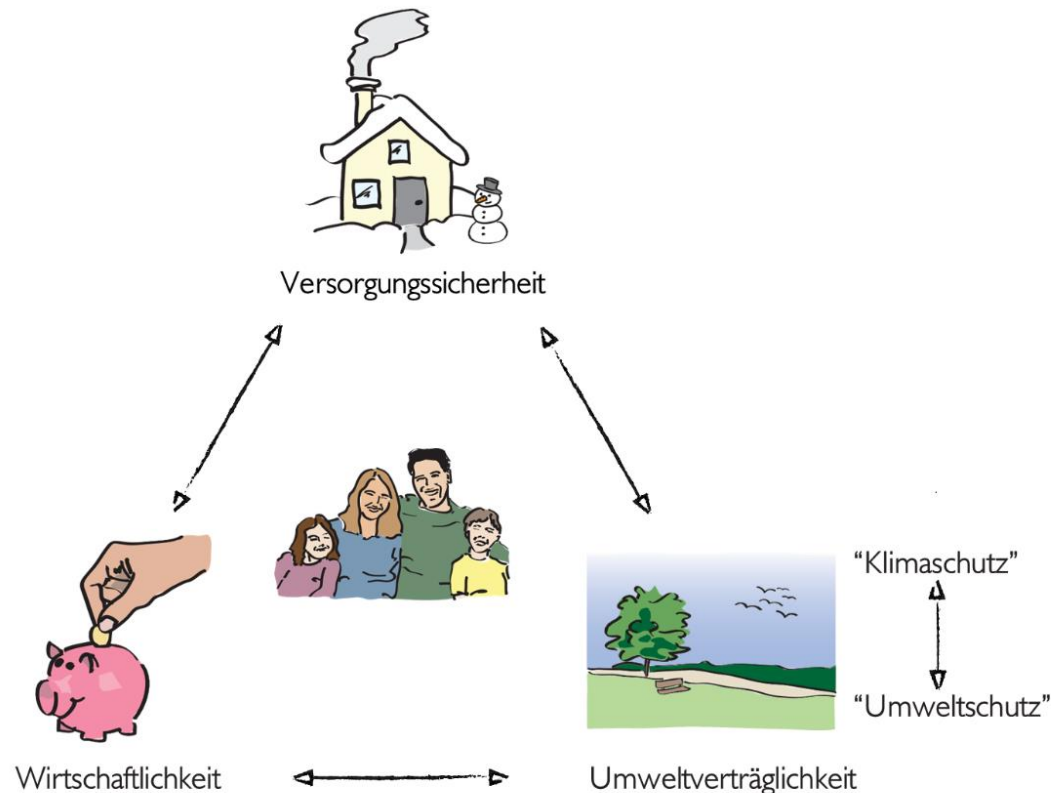 Versorgungssicherheit
“Klimaschutz”
“Umweltschutz”
Wirtschaftlichkeit
Umweltverträglichkeit